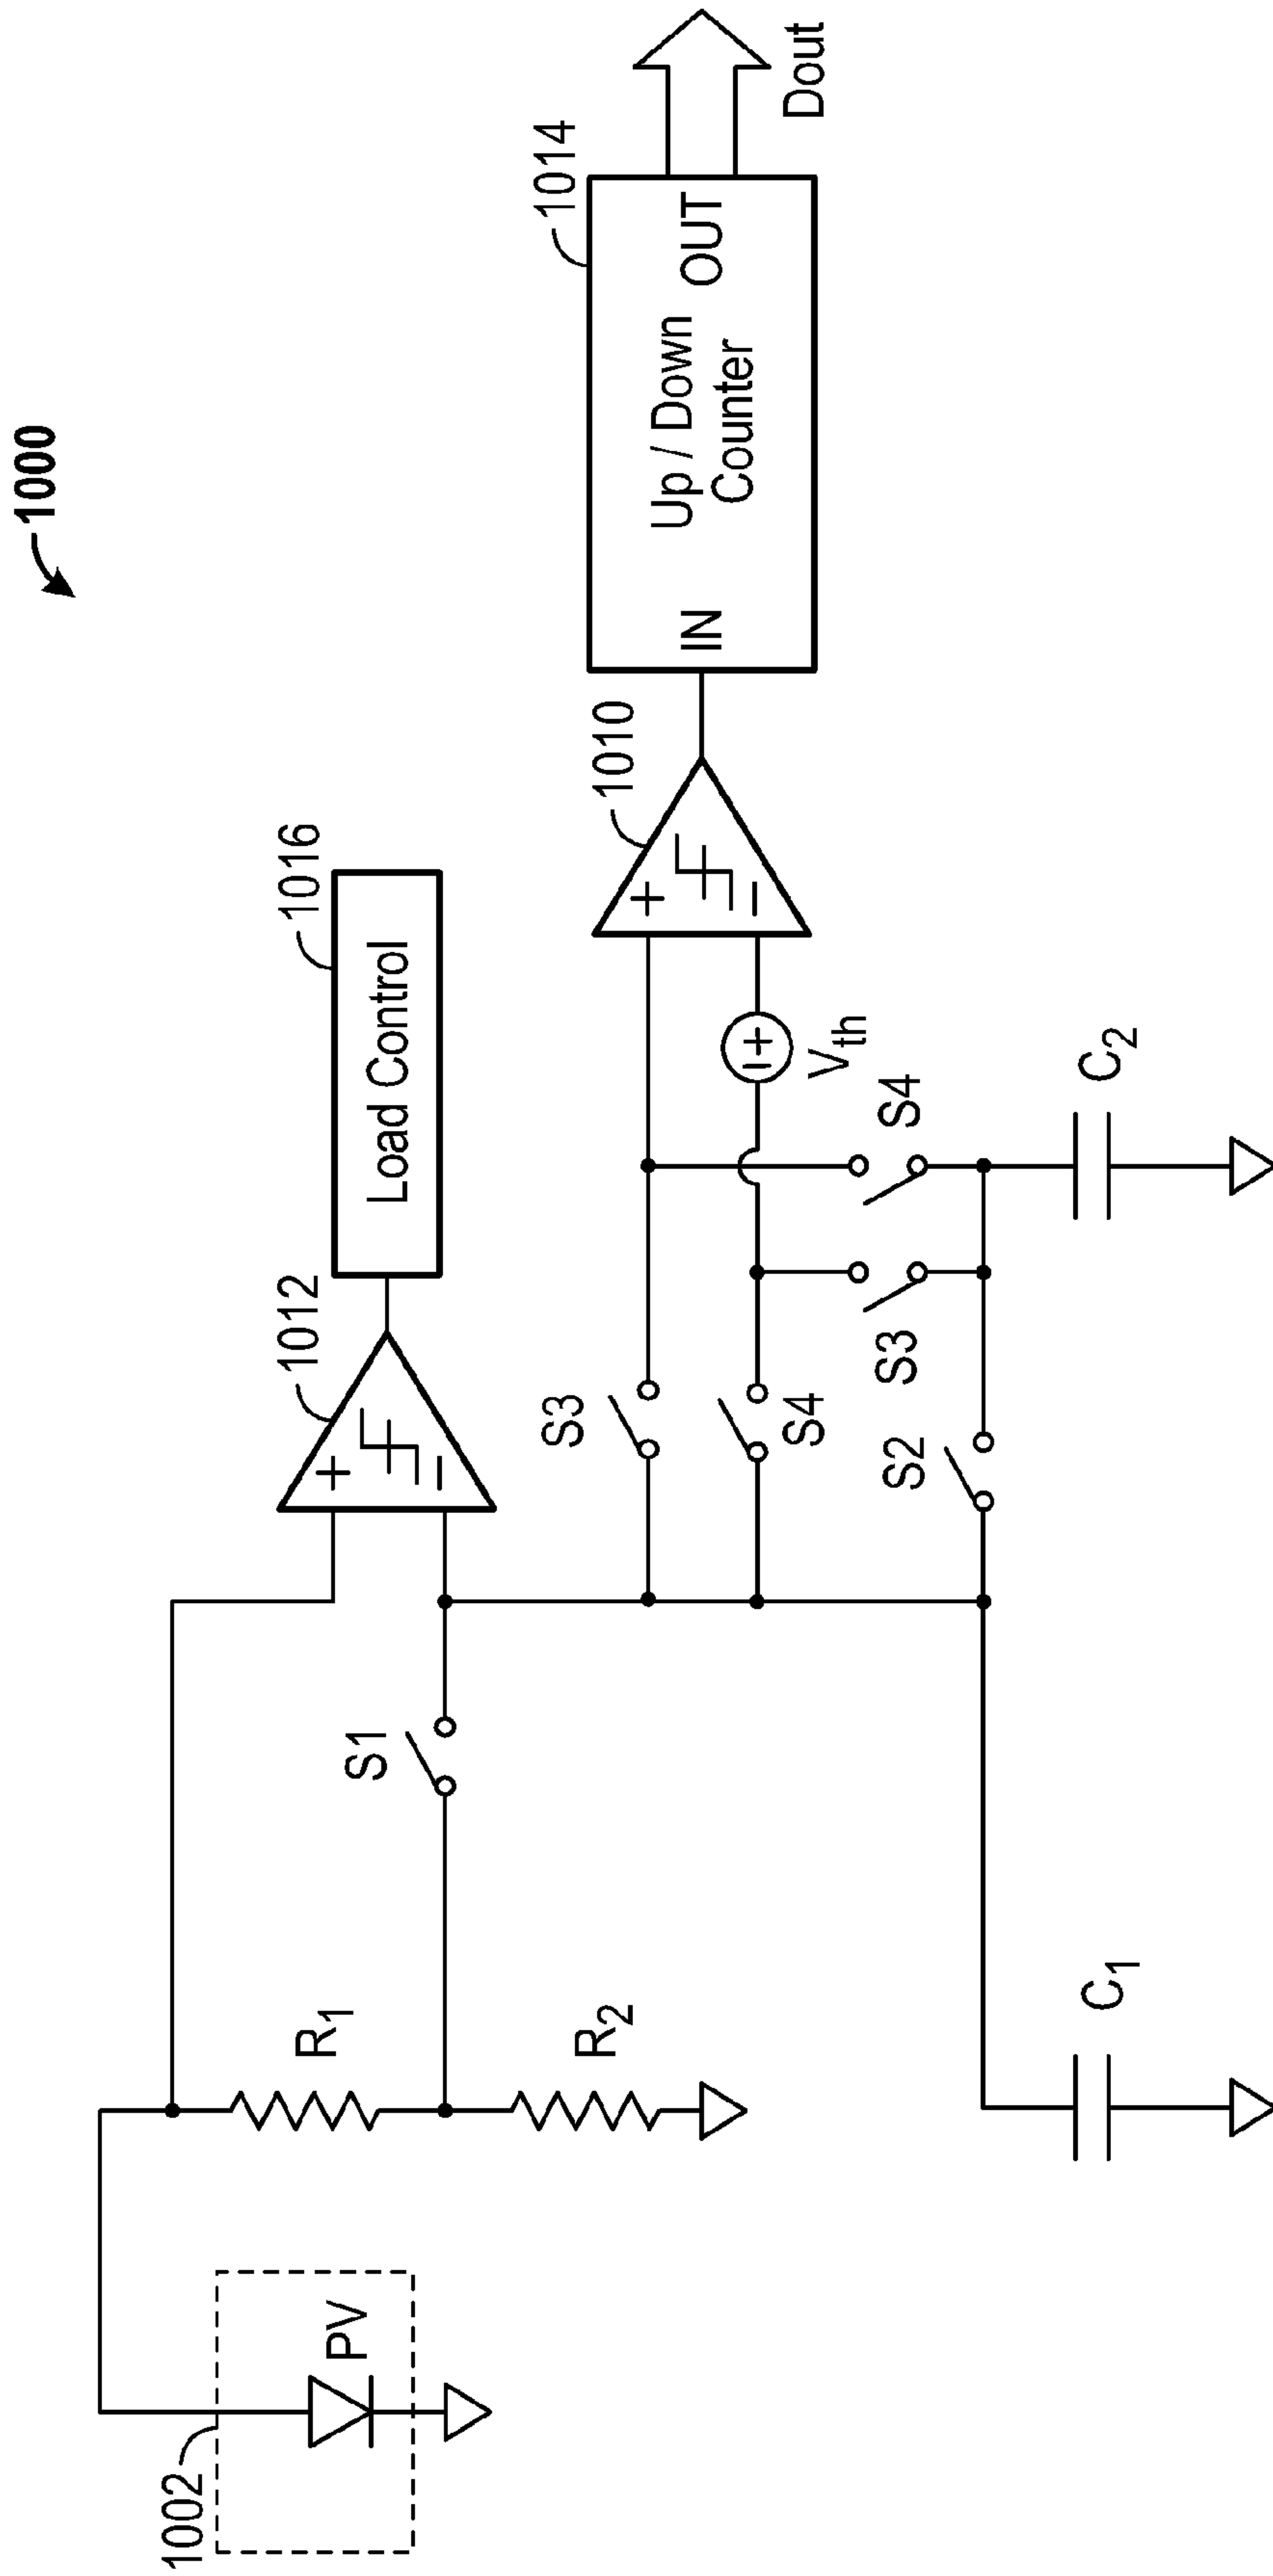 1000
1002
PV
R1
R2
S1
C1
1012
+
−
1016
Load Control
S3
S4
S2
S3
S4
Vth
− +
C2
1010
+
−
1014
IN
Up / Down
Counter
OUT
Dout